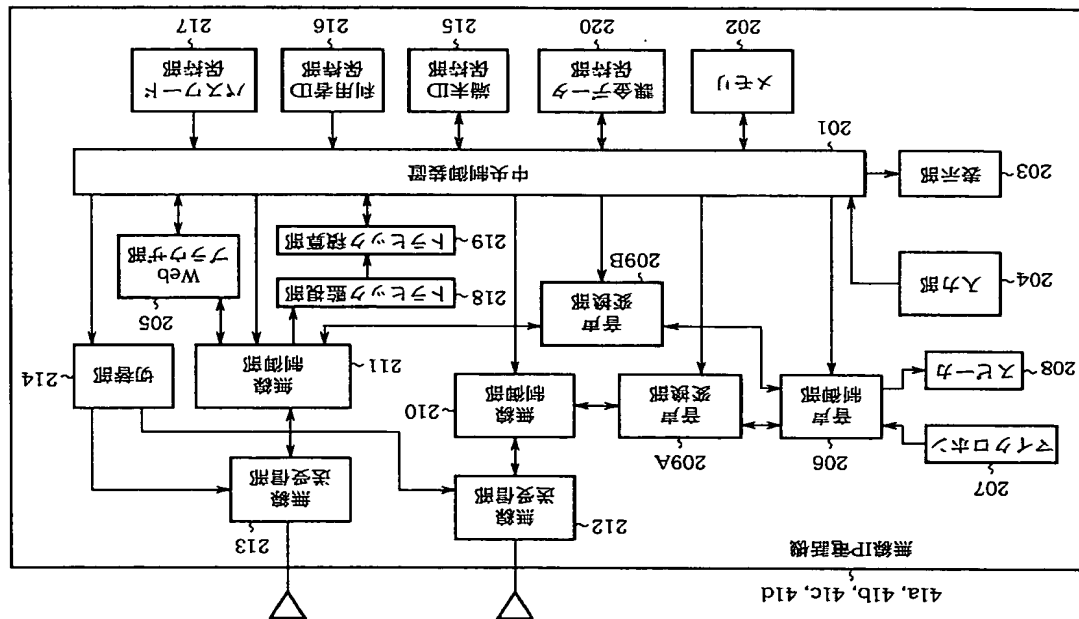 41a, 41b, 41c, 41d
無線IP電話機
207
マイクロホン
208
スピーカ
206
音声
制御部
209A
音声
変換部
212
無線
送受信部
213
無線
送受信部
210
無線
制御部
211
無線
制御部
214
切替部
209B
音声
変換部
204
入力部
218
トラヒック監視部
219
トラヒック積算部
205
Web
ブラウザ部
203
表示部
中央制御装置
201
メモリ
202
課金データ
保持部
220
端末ID
保持部
215
利用者ID
保持部
216
パスワード
保持部
217